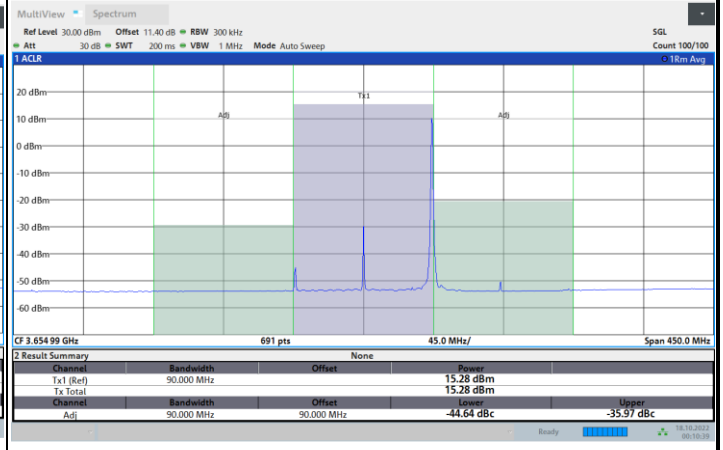 MultiView Spectrum
Ref Level 30.00 dBm Offset 11.40 dB RBW 300 kHz SGL
Att 30 dB SWT 200 ms VBW 1 MHz Mode Auto Sweep Count 100/100
1 ACLR 1Rm Avg
20 dBm
Tx1
10 dBm Adj Adj
0 dBm
-10 dBm
-20 dBm
-30 dBm
-40 dBm
-50 dBm
-60 dBm
CF 3.654 99 GHz 691 pts 45.0 MHz/ Span 450.0 MHz
2 Result Summary None
Channel Bandwidth Offset Power
Tx1 (Ref) 90.000 MHz 15.28 dBm
Tx Total 15.28 dBm
Channel Bandwidth Offset Lower Upper
Adj 90.000 MHz 90.000 MHz -44.64 dBc -35.97 dBc
Ready 18.10.2022
00:10:39